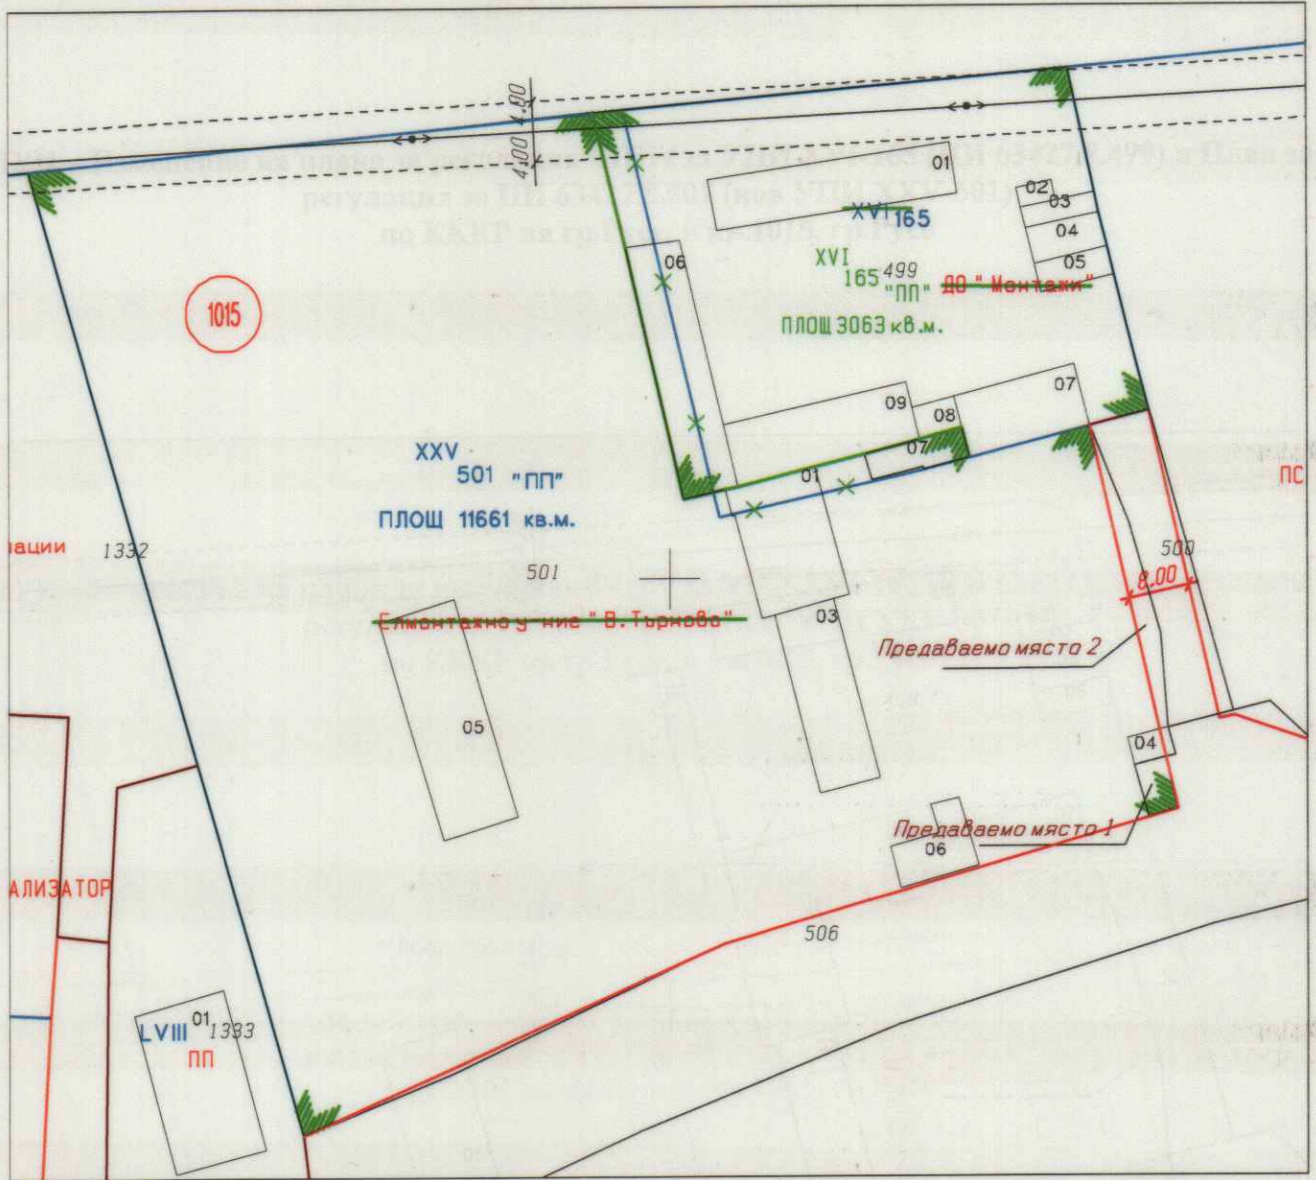 4.00 4.00
01
02
03
04
05
XVI 165
06
XVI
165 499
"ПП" ДО "Монтажи"
ПЛОЩ 3063 кв.м.
1015
07
09
08
07
XXV
501 "ПП"
01
ПС
ПЛОЩ 11661 кв.м.
ации
1332
500
501
8.00
Елмонтажно у-ние "В.Търново"
03
Предаваемо място 2
05
04
Предаваемо място 1
06
АЛИЗАТОР
506
LVIII 01 1333
ПП